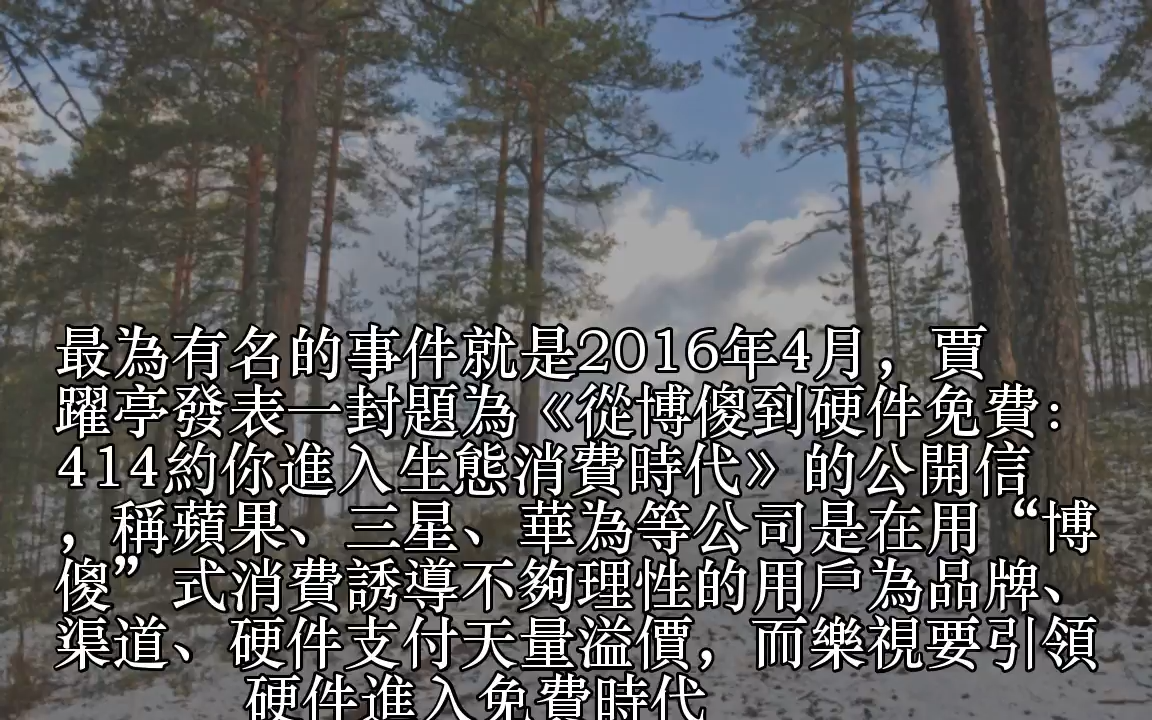 最為有名的事件就是2016年4月，賈
躍亭發表一封題為《從博傻到硬件免費：
414約你進入生態消費時代》的公開信
，稱蘋果、三星、華為等公司是在用“博
傻”式消費誘導不夠理性的用戶為品牌、
渠道、硬件支付天量溢價，而樂視要引領
硬件進入免費時代